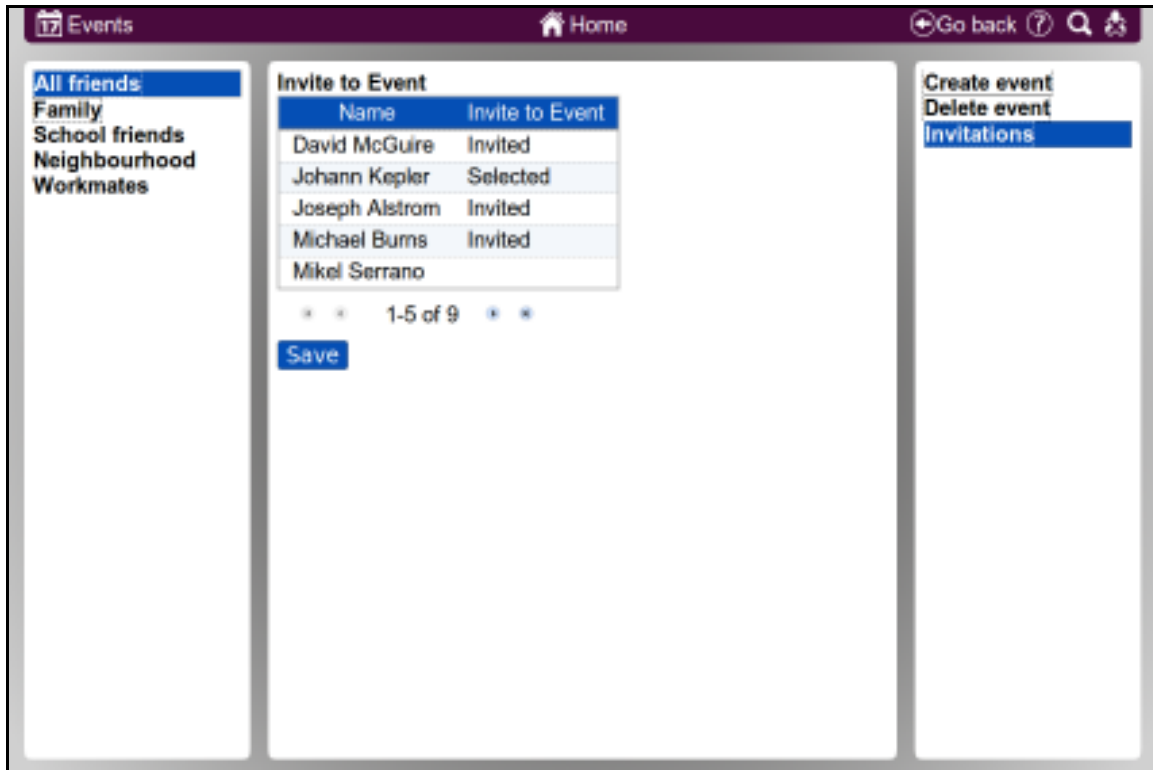 17 Events
Home
Go back ?
All friends
Family
School friends
Neighbourhood
Workmates
Invite to Event
Name Invite to Event
David McGuire Invited
Johann Kepler Selected
Joseph Alstrom Invited
Michael Burns Invited
Mikel Serrano
1-5 of 9
Save
Create event
Delete event
Invitations